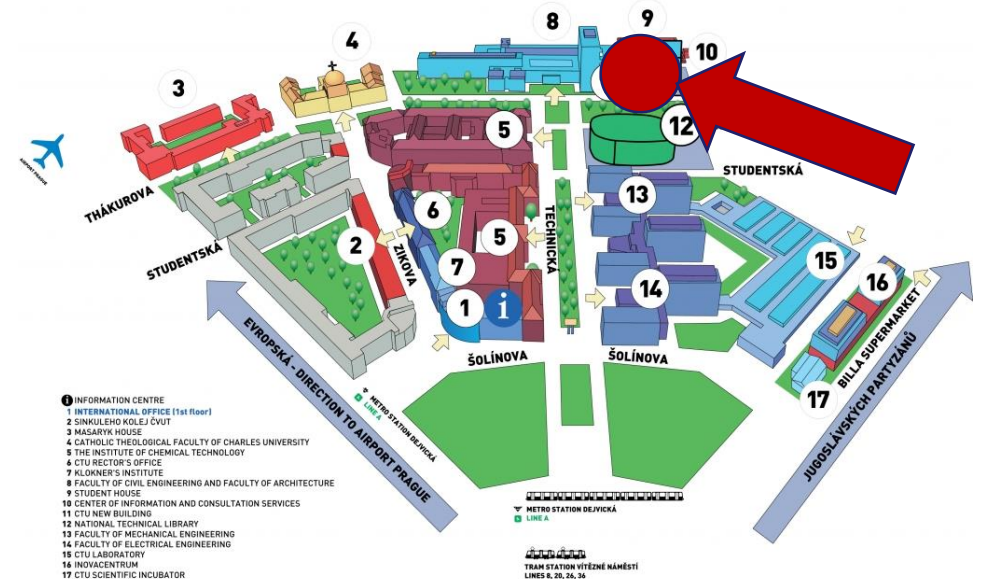 8
9
4
10
3
5
12
AIRPORT PRAGUE
STUDENTSKÁ
THÁKUROVA
13
6
TECHNICKÁ
2
ZIKOVA
5
STUDENTSKÁ
7
15
16
14
1 i
BILLA SUPERMARKET
ŠOLÍNOVA
ŠOLÍNOVA
17
EVROPSKÁ - DIRECTION TO AIRPORT PRAGUE
METRO STATION DEJVICKÁ
LINE A
JUGOSLÁVSKÝCH PARTYZÁNŮ
i INFORMATION CENTRE
1 INTERNATIONAL OFFICE (1st floor)
2 SINKULEHO KOLEJ ČVUT
3 MASARYK HOUSE
4 CATHOLIC THEOLOGICAL FACULTY OF CHARLES UNIVERSITY
5 THE INSTITUTE OF CHEMICAL TECHNOLOGY
6 CTU RECTOR'S OFFICE
7 KLOKNER'S INSTITUTE
8 FACULTY OF CIVIL ENGINEERING AND FACULTY OF ARCHITECTURE
9 STUDENT HOUSE
10 CENTER OF INFORMATION AND CONSULTATION SERVICES
11 CTU NEW BUILDING
12 NATIONAL TECHNICAL LIBRARY
13 FACULTY OF MECHANICAL ENGINEERING
14 FACULTY OF ELECTRICAL ENGINEERING
15 CTU LABORATORY
16 INOVACENTRUM
17 CTU SCIENTIFIC INCUBATOR
METRO STATION DEJVICKÁ
LINE A
TRAM STATION VÍTĚZNÉ NÁMĚSTÍ
LINES 8, 20, 26, 36